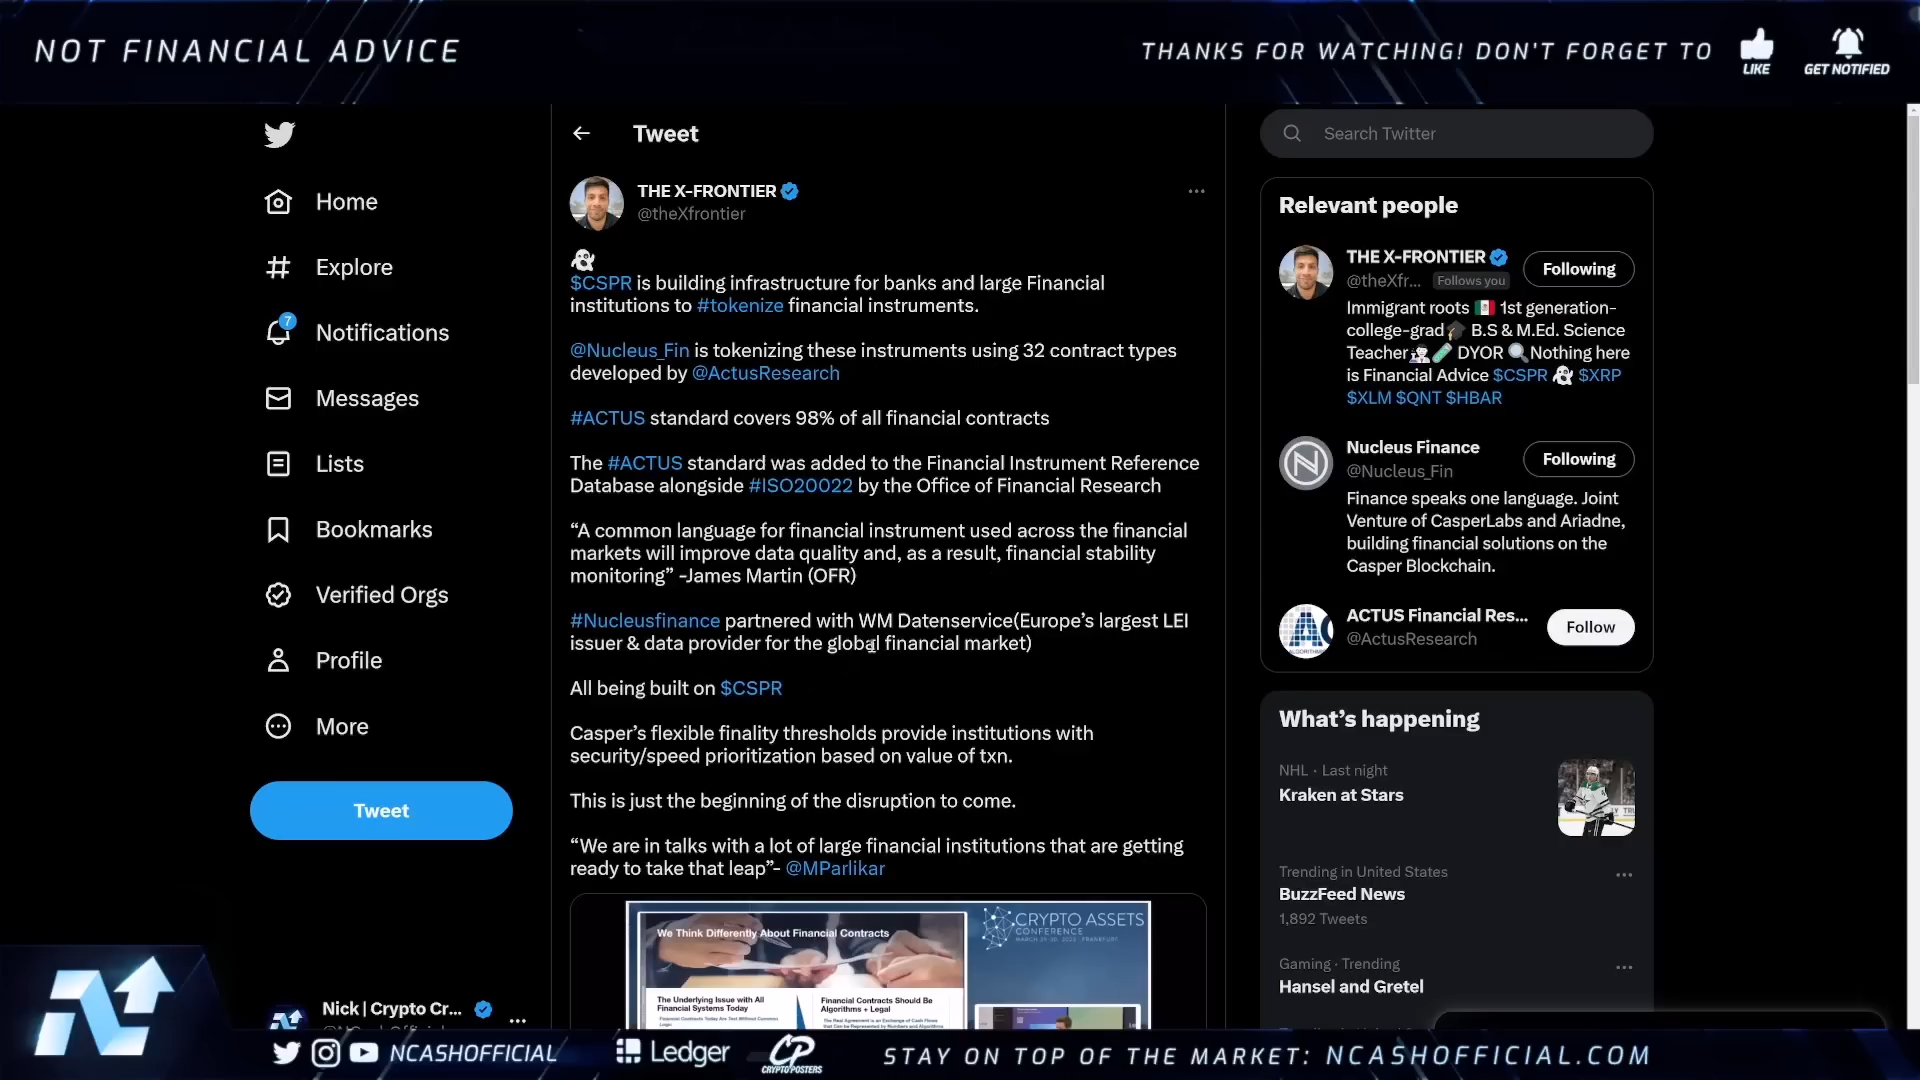 NOT FINANCIAL ADVICE
THANKS FOR WATCHING! DON'T FORGET TO
LIKE
GET NOTIFIED
Home
Explore
7
Notifications
Messages
Lists
Bookmarks
Verified Orgs
Profile
More
Tweet
Nick | Crypto Cr...
Tweet
THE X-FRONTIER
@theXfrontier
$CSPR is building infrastructure for banks and large Financial
institutions to #tokenize financial instruments.
@Nucleus_Fin is tokenizing these instruments using 32 contract types
developed by @ActusResearch
#ACTUS standard covers 98% of all financial contracts
The #ACTUS standard was added to the Financial Instrument Reference
Database alongside #ISO20022 by the Office of Financial Research
“A common language for financial instrument used across the financial
markets will improve data quality and, as a result, financial stability
monitoring” -James Martin (OFR)
#Nucleusfinance partnered with WM Datenservice(Europe’s largest LEI
issuer & data provider for the global financial market)
All being built on $CSPR
Casper’s flexible finality thresholds provide institutions with
security/speed prioritization based on value of txn.
This is just the beginning of the disruption to come.
“We are in talks with a lot of large financial institutions that are getting
ready to take that leap”- @MParlikar
We Think Differently About Financial Contracts
CRYPTO ASSETS
CONFERENCE
The Underlying Issue with All
Financial Systems Today
Financial Contracts Should Be
Algorithms + Legal
Search Twitter
Relevant people
THE X-FRONTIER
@theXfr... Follows you
Following
Immigrant roots 🇲🇽 1st generation-
college-grad🎓 B.S & M.Ed. Science
Teacher DYOR Nothing here
is Financial Advice $CSPR 👻 $XRP
$XLM $QNT $HBAR
Nucleus Finance
@Nucleus_Fin
Following
Finance speaks one language. Joint
Venture of CasperLabs and Ariadne,
building financial solutions on the
Casper Blockchain.
ACTUS Financial Res...
@ActusResearch
Follow
What’s happening
NHL · Last night
Kraken at Stars
Trending in United States
BuzzFeed News
1,892 Tweets
Gaming · Trending
Hansel and Gretel
NCASHOFFICIAL
Ledger
CP
CRYPTO POSTERS
STAY ON TOP OF THE MARKET: NCASHOFFICIAL.COM